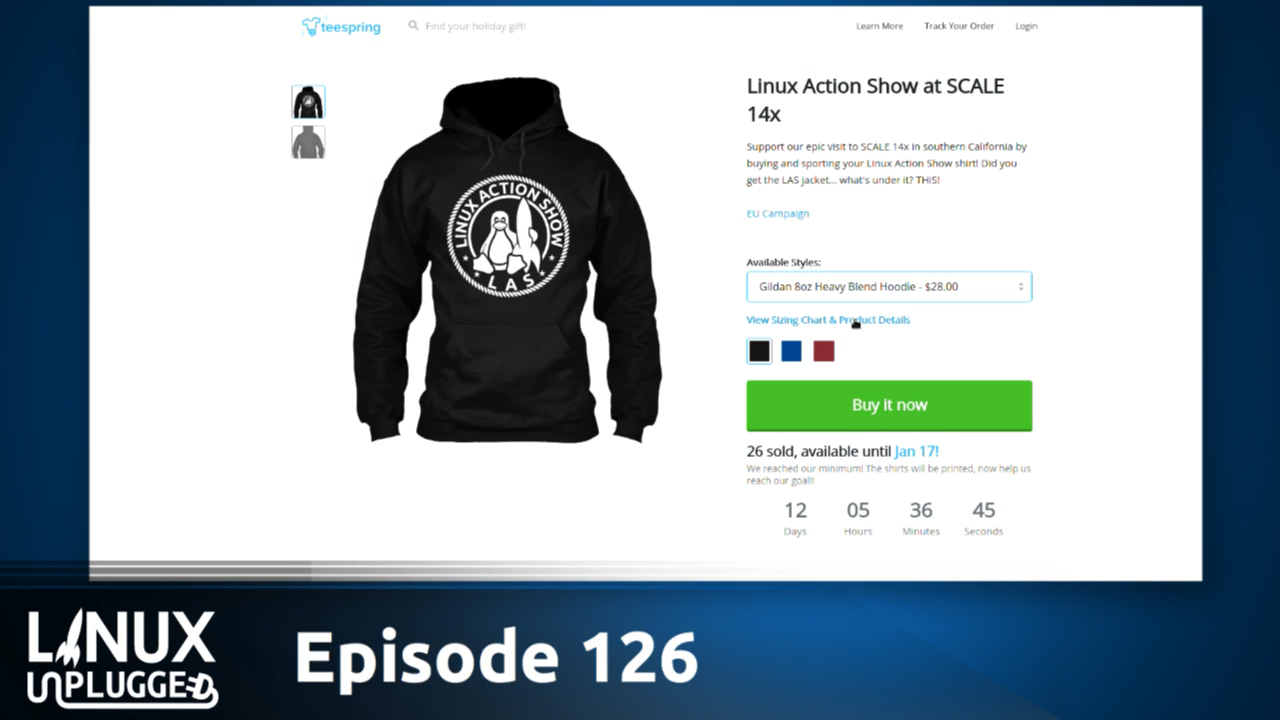 teespring
Find your holiday gift!
Learn More
Track Your Order
Login
LINUX ACTION SHOW
LAS
Linux Action Show at SCALE
14x
Support our epic visit to SCALE 14x in southern California by
buying and sporting your Linux Action Show shirt! Did you
get the LAS jacket... what's under it? THIS!
EU Campaign
Available Styles:
Gildan 8oz Heavy Blend Hoodie - $28.00
View Sizing Chart & Product Details
Buy it now
26 sold, available until Jan 17!
We reached our minimum! The shirts will be printed, now help us
reach our goal!!
12 05 36 45
Days Hours Minutes Seconds
LINUX
UNPLUGGED
Episode 126